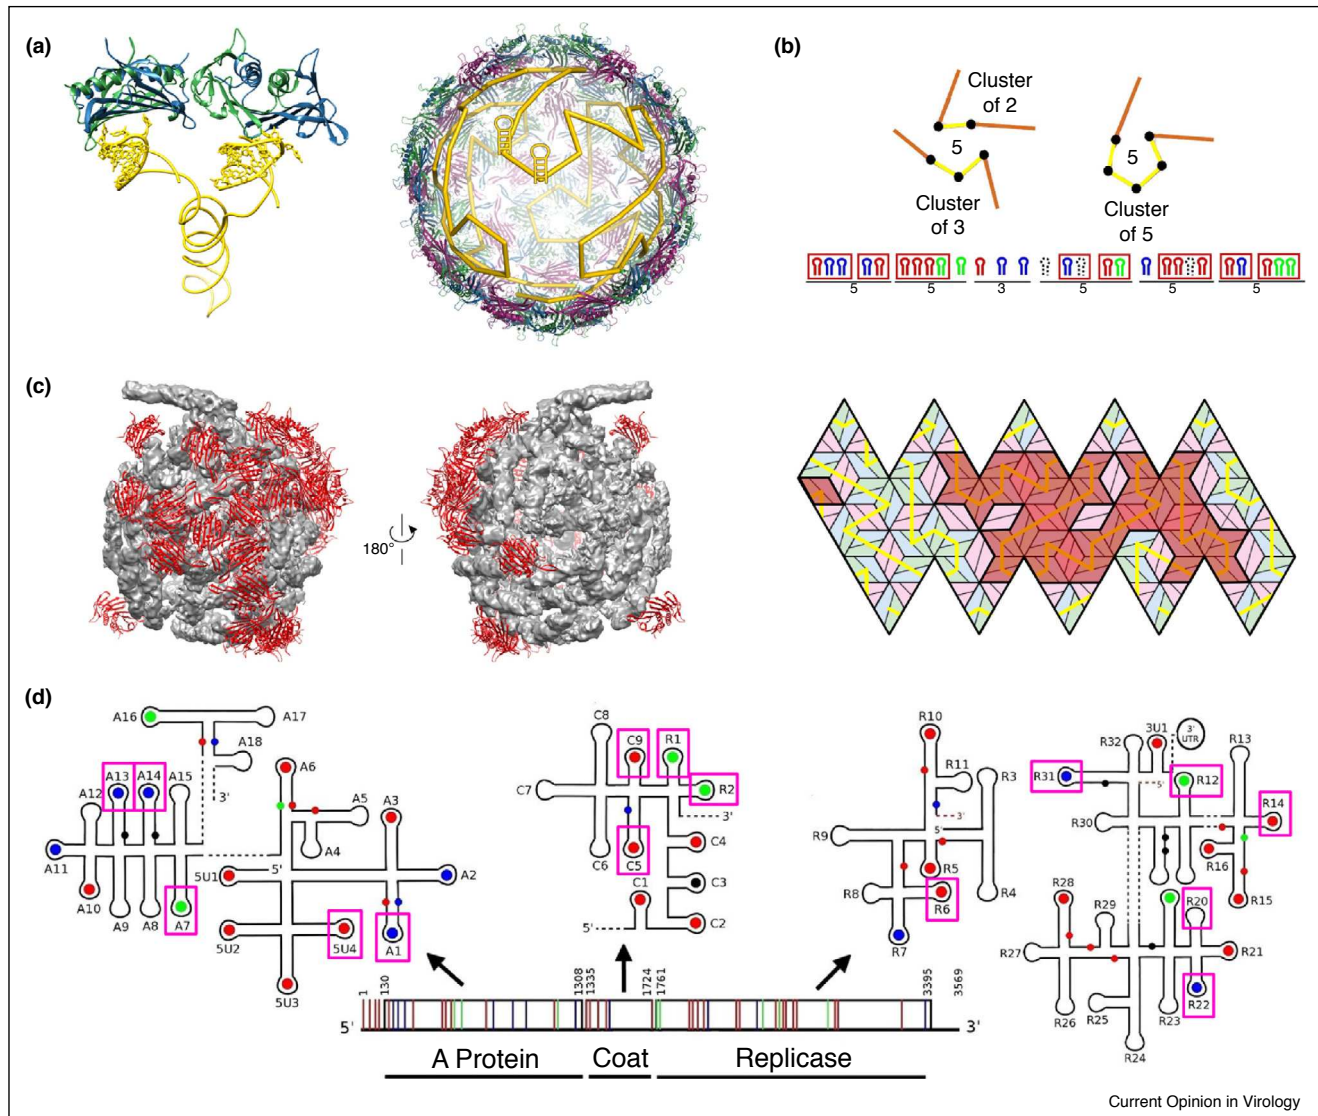 (a)
(b)
Cluster
of 2
5
Cluster
of 3
5
Cluster
of 5
5 5 3 5 5 5
(c)
180°
(d)
A16
A17
A18
A13
A14
A15
A12
3'
A11
A10
A9
A8
A7
A6
A5
A4
A3
5'
5U1
A2
5U2
5U4
A1
5U3
C8
C9
R1
C7
R2
3'
C6
C5
C4
C1
C3
5'
C2
R10
R11
R3
3'
R9
5'
R5
R8
R6
R4
R7
R32
3U1
3'
UTR
R13
R31
5'
R12
R14
R30
R16
R28
R29
R20
R15
R27
R21
R26
R25
R23
R22
R24
1
130
1308
1335
1724
1761
3395
3569
5'
3'
A Protein
Coat
Replicase
Current Opinion in Virology